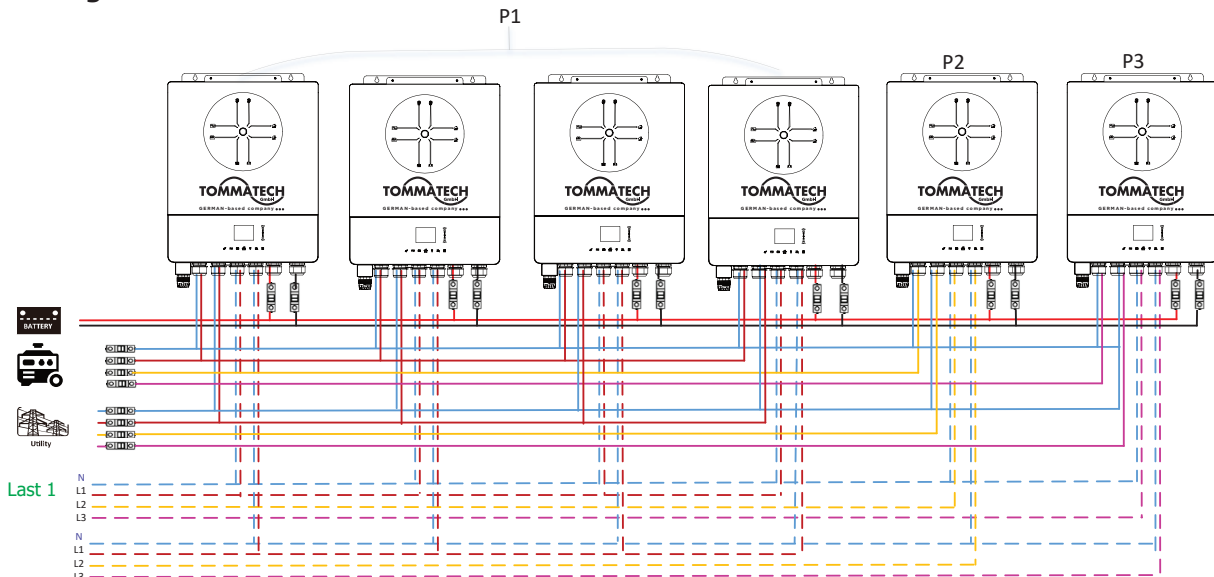 P1
P2
P3
TOMMATECH
GmbH
GERMAN-based company
TOMMATECH
GmbH
GERMAN-based company
TOMMATECH
GmbH
GERMAN-based company
TOMMATECH
GmbH
GERMAN-based company
TOMMATECH
GmbH
GERMAN-based company
TOMMATECH
GmbH
GERMAN-based company
BATTERY
Utility
Last 1
N
L1
L2
L3
N
L1
L2
L3